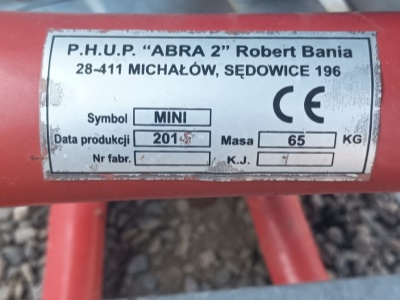 P.H.U.P. "ABRA 2" Robert Bania
28-411 MICHAŁÓW, SĘDOWICE 196
CE
Symbol MINI
Data produkcji 201 Masa 65 KG
Nr fabr. K.J.